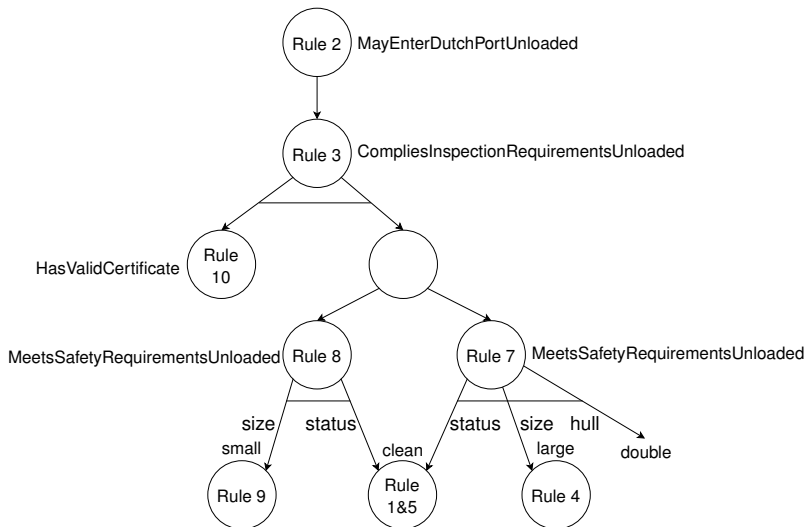 Rule 2 MayEnterDutchPortUnloaded
Rule 3 CompliesInspectionRequirementsUnloaded
HasValidCertificate
Rule
10
MeetsSafetyRequirementsUnloaded
Rule 8
Rule 7
MeetsSafetyRequirementsUnloaded
size
status
status
size
hull
small
clean
large
double
Rule 9
Rule
1&5
Rule 4